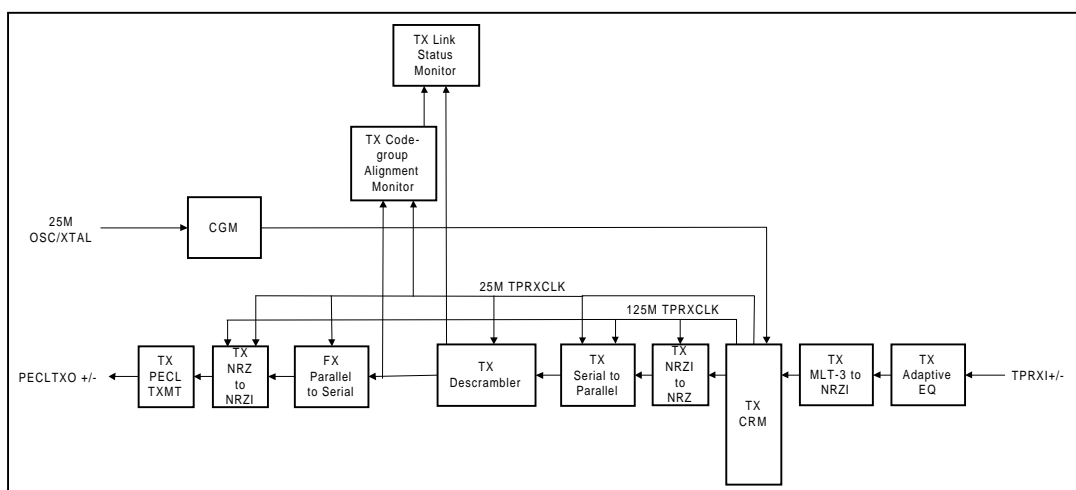 TX Link
Status
Monitor
TX Code-
group
Alignment
Monitor
25M
OSC/XTAL
CGM
25M TPRXCLK
125M TPRXCLK
PECLTXO +/-
TX
PECL
TXMT
TX
NRZ
to
NRZI
FX
Parallel
to Serial
TX
Descrambler
TX
Serial to
Parallel
TX
NRZI
to
NRZ
TX
CRM
TX
MLT-3 to
NRZI
TX
Adaptive
EQ
TPRXI+/-